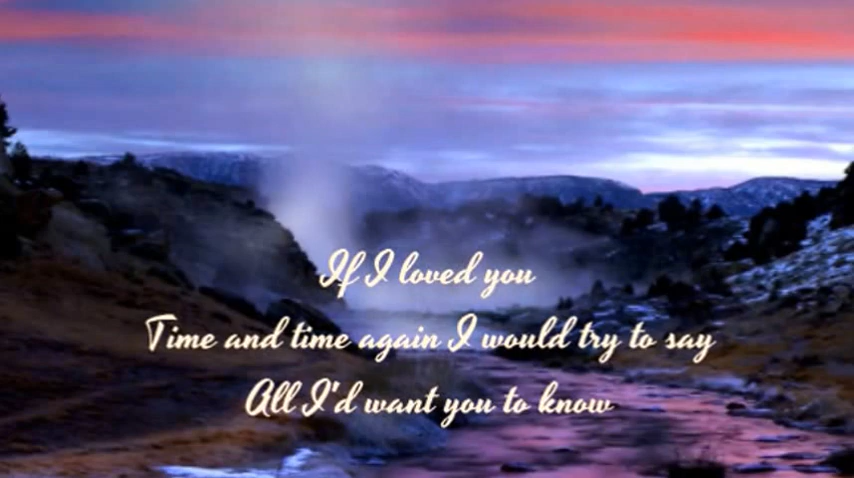 If I loved you
Time and time again I would try to say
All I'd want you to know